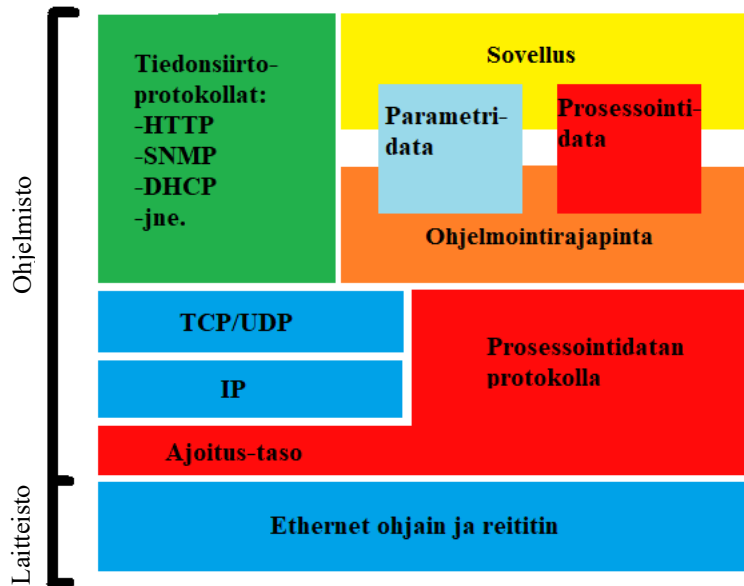 Ohjelmisto
Laitteisto
Tiedonsiirto-
protokollat:
-HTTP
-SNMP
-DHCP
-jne.
Sovellus
Parametri-
data
Prosessointi-
data
Ohjelmointirajapinta
TCP/UDP
IP
Prosessointidatan
protokolla
Ajoitus-taso
Ethernet ohjain ja reititin